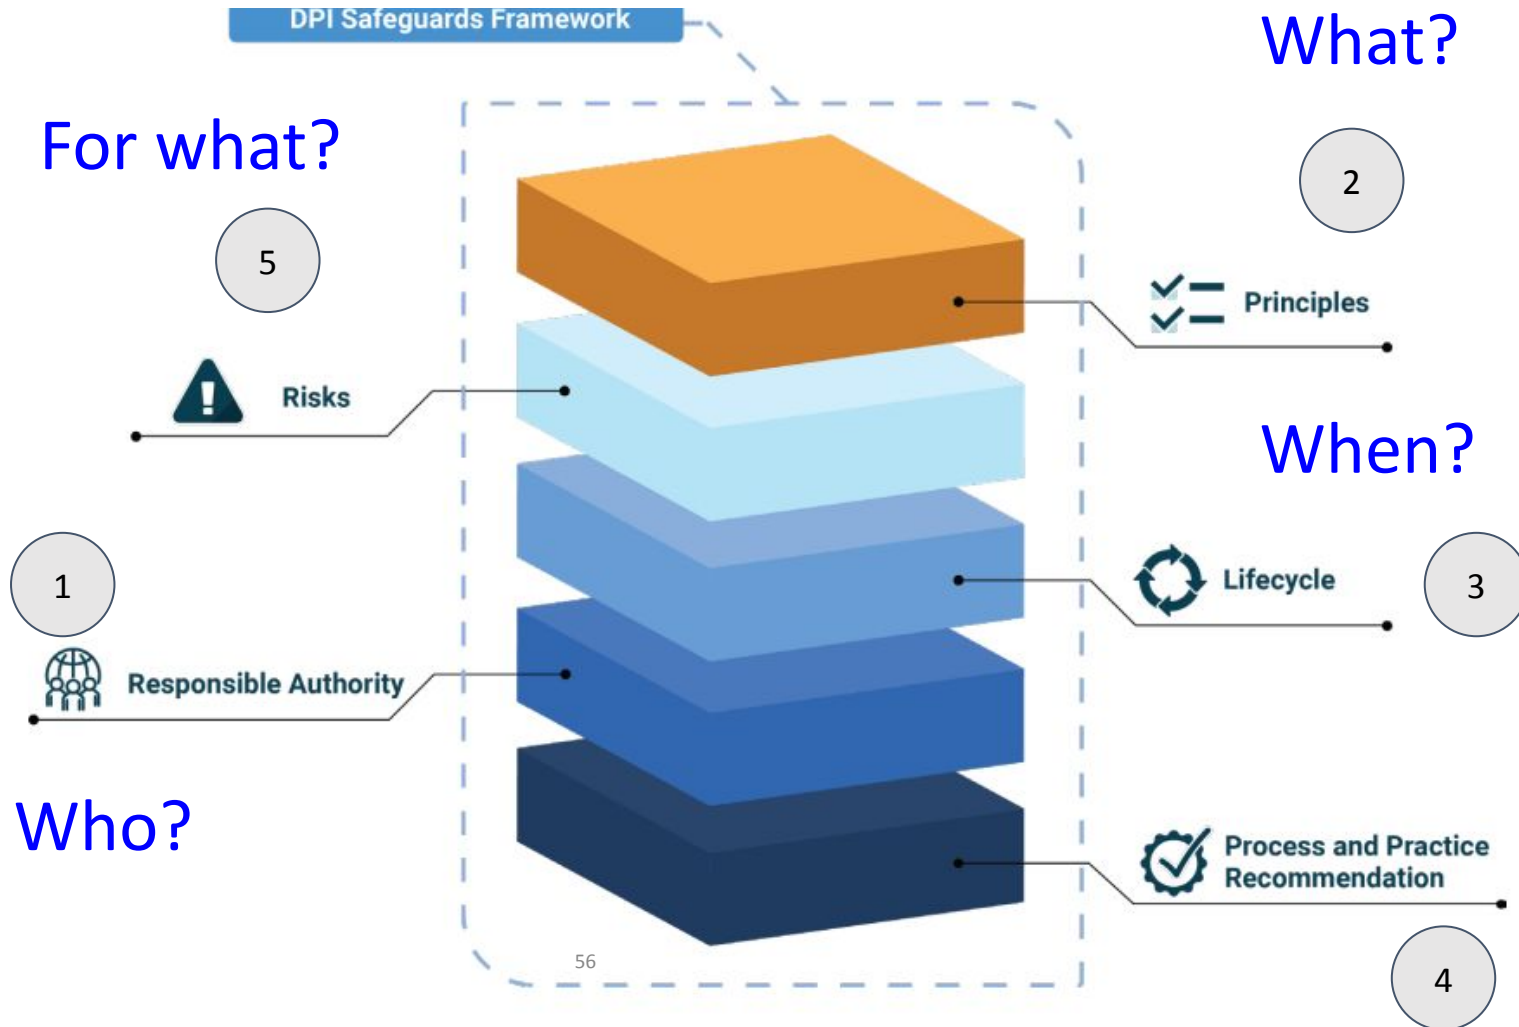 DPI Safeguards Framework
What?
For what?
2
5
Principles
Risks
When?
1
Lifecycle
3
Responsible Authority
Who?
Process and Practice
Recommendation
56
4